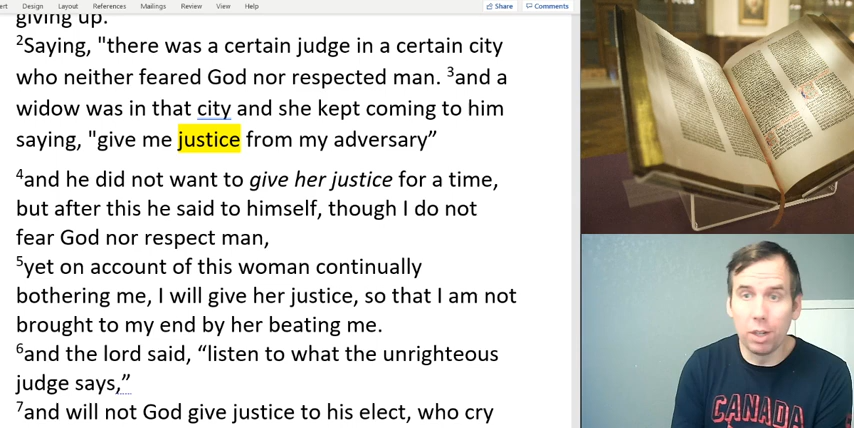 ert Design Layout References Mailings Review View Help Share Comments
giving up.
²Saying, "there was a certain judge in a certain city
who neither feared God nor respected man. ³and a
widow was in that city and she kept coming to him
saying, "give me justice from my adversary”
⁴and he did not want to give her justice for a time,
but after this he said to himself, though I do not
fear God nor respect man,
⁵yet on account of this woman continually
bothering me, I will give her justice, so that I am not
brought to my end by her beating me.
⁶and the lord said, “listen to what the unrighteous
judge says,”
⁷and will not God give justice to his elect, who cry
CANADA